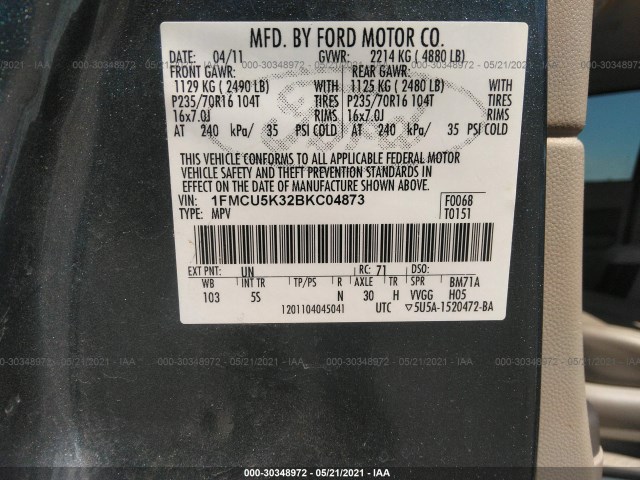 MFD. BY FORD MOTOR CO.
DATE: 04/11 GVWR: 2214 KG ( 4880 LB)
FRONT GAWR: REAR GAWR:
1129 KG ( 2490 LB) WITH 1125 KG ( 2480 LB) WITH
P235/70R16 104T TIRES P235/70R16 104T TIRES
16x7.0J RIMS 16x7.0J RIMS
AT 240 kPa/ 35 PSI COLD AT 240 kPa/ 35 PSI COLD
THIS VEHICLE CONFORMS TO ALL APPLICABLE FEDERAL MOTOR
VEHICLE SAFETY AND THEFT PREVENTION STANDARDS IN
EFFECT ON THE DATE OF MANUFACTURE SHOWN ABOVE.
VIN: 1FMCU5K32BKC04873 F0068
TYPE: MPV T0151
EXT PNT: UN RC: 71 DSO:
WB INT TR TP/PS R AXLE TR SPR BM71A
103 5S N 30 H VVGG H05
1201104045041 UTC ▽5U5A-1520472-BA
000-30348972 - 05/21/2021 - IAA